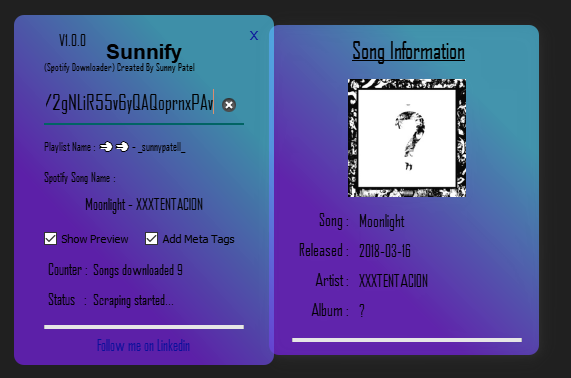 V1.0.0
X
Sunnify
(Spotify Downloader) Created By Sunny Patel
/2gNLiR55v6yQAQoprnxPAv
Playlist Name : - _sunnypatell_
Spotify Song Name :
Moonlight - XXXTENTACION
Show Preview Add Meta Tags
Counter : Songs downloaded 9
Status : Scraping started...
Follow me on Linkedin
Song Information
?
Song : Moonlight
Released : 2018-03-16
Artist : XXXTENTACION
Album : ?